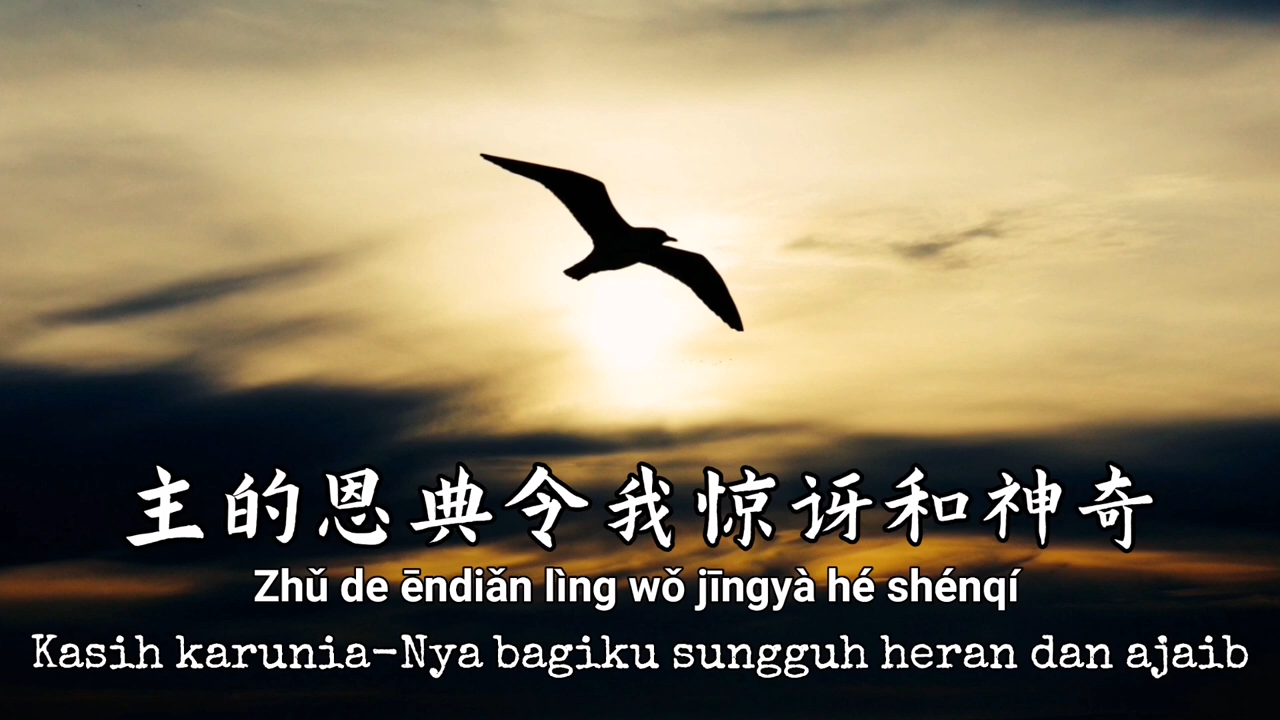 主的恩典令我惊讶和神奇
Zhǔ de ēndiǎn lìng wǒ jīngyà hé shénqí
Kasih karunia-Nya bagiku sungguh heran dan ajaib